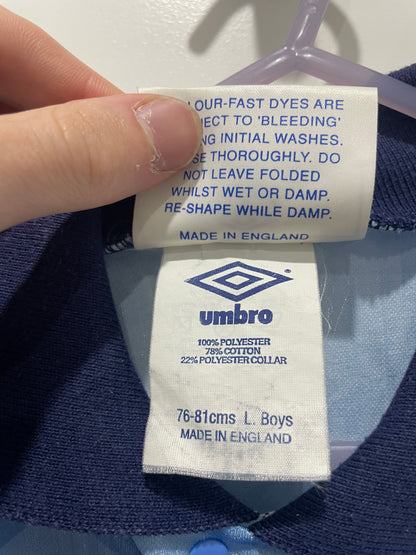 OUR-FAST DYES ARE
TO 'BLEEDING'
INITIAL WASHES.
THOROUGHLY. DO
NOT LEAVE FOLDED
WHILST WET OR DAMP.
RE-SHAPE WHILE DAMP.
MADE IN ENGLAND
umbro
100% POLYESTER
78% COTTON
22% POLYESTER COLLAR
76-81cms L. Boys
MADE IN ENGLAND